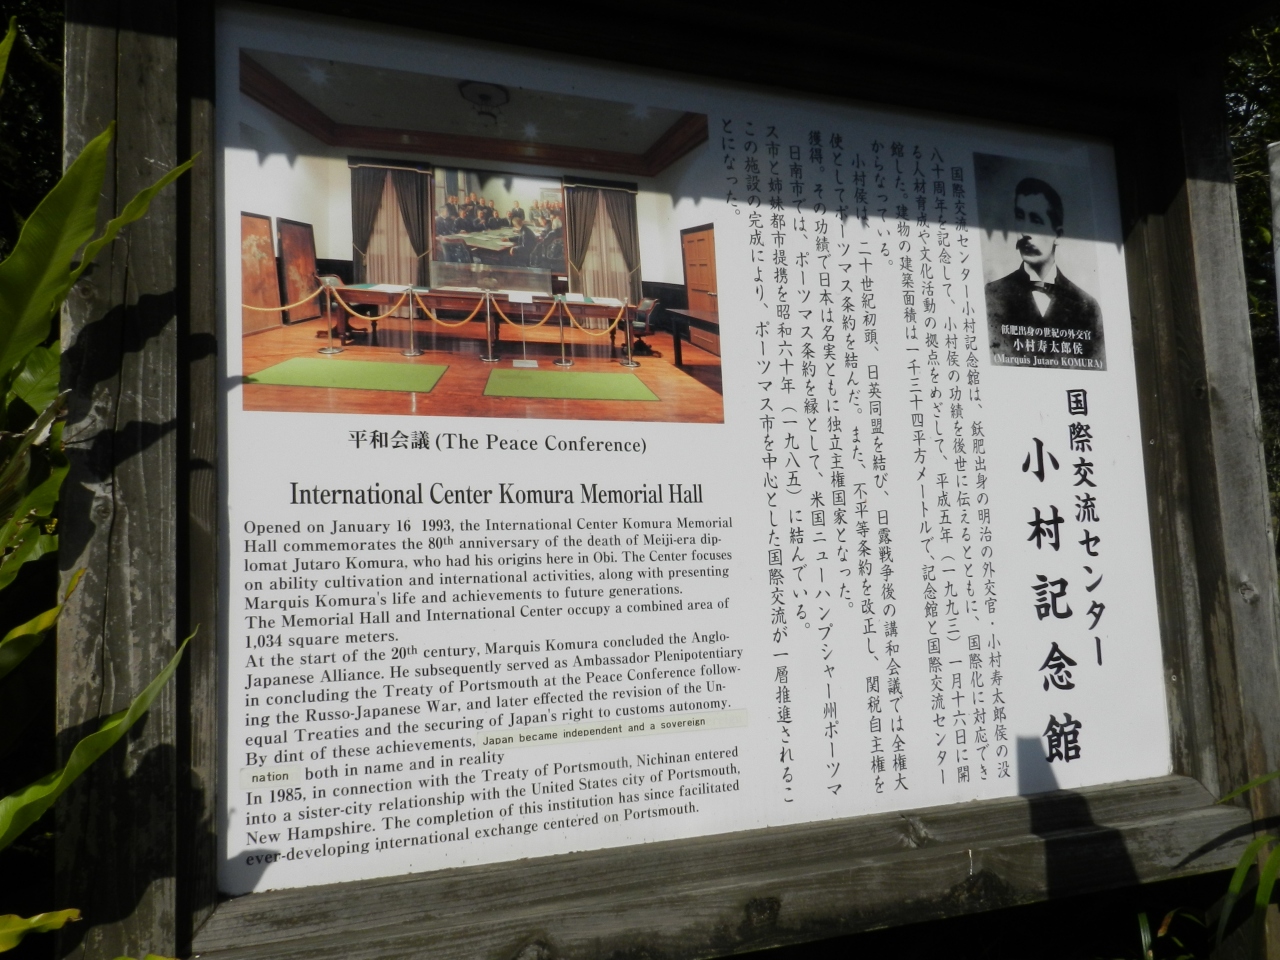 平和会議 (The Peace Conference)
International Center Komura Memorial Hall
Opened on January 16 1993, the International Center Komura Memorial
Hall commemorates the 80th anniversary of the death of Meiji-era dip-
lomat Jutaro Komura, who had his origins here in Obi. The Center focuses
on ability cultivation and international activities, along with presenting
Marquis Komura's life and achievements to future generations.
The Memorial Hall and International Center occupy a combined area of
1,034 square meters.
At the start of the 20th century, Marquis Komura concluded the Anglo-
Japanese Alliance. He subsequently served as Ambassador Plenipotentiary
in concluding the Treaty of Portsmouth at the Peace Conference follow-
ing the Russo-Japanese War, and later effected the revision of the Un-
equal Treaties and the securing of Japan's right to customs autonomy.
By dint of these achievements, Japan became independent and a sovereign
nation both in name and in reality
In 1985, in connection with the Treaty of Portsmouth, Nichinan entered
into a sister-city relationship with the United States city of Portsmouth,
New Hampshire. The completion of this institution has since facilitated
ever-developing international exchange centered on Portsmouth.
飫肥出身の世紀の外交官
小村寿太郎侯
(Marquis Jutaro KOMURA)
国際交流センター
小村記念館
国際交流センター小村記念館は、飫肥出身の明治の外交官・小村寿太郎侯の没
八十周年を記念して、小村侯の功績を後世に伝えるとともに、国際化に対応でき
る人材育成や文化活動の拠点をめざして、平成五年（一九九三）一月十六日に開
館した。建物の建築面積は一千三十四平方メートルで、記念館と国際交流センター
からなっている。
小村侯は、二十世紀初頭、日英同盟を結び、日露戦争後の講和会議では全権大
使としてポーツマス条約を結んだ。また、不平等条約を改正し、関税自主権を
獲得。その功績で日本は名実ともに独立主権国家となった。
日南市では、ポーツマス条約を縁として、米国ニューハンプシャー州ポーツマ
ス市と姉妹都市提携を昭和六十年（一九八五）に結んでいる。
この施設の完成により、ポーツマス市を中心とした国際交流が一層推進されるこ
とになった。